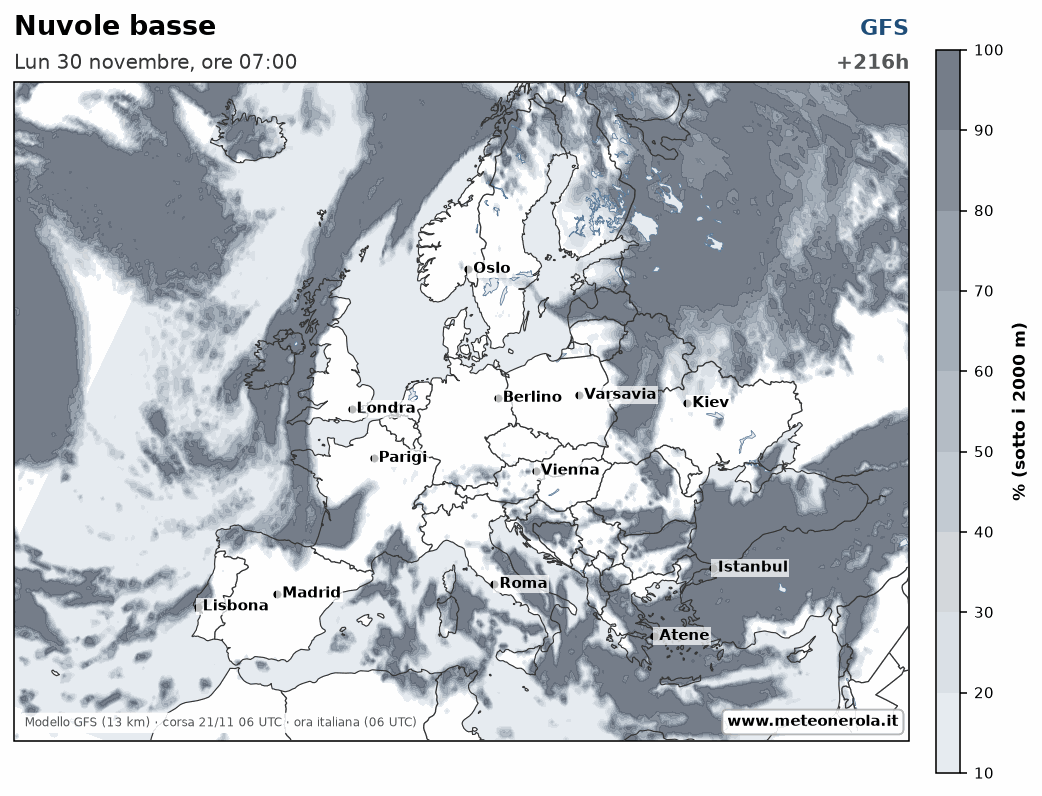 Nuvole basse
GFS
Lun 30 novembre, ore 07:00
+216h
Oslo
Londra
Berlino
Varsavia
Kiev
Parigi
Vienna
Istanbul
Roma
Madrid
Lisbona
Atene
Modello GFS (13 km) · corsa 21/11 06 UTC · ora italiana (06 UTC)
www.meteonerola.it
100
90
80
70
60
50
40
30
20
10
% (sotto i 2000 m)